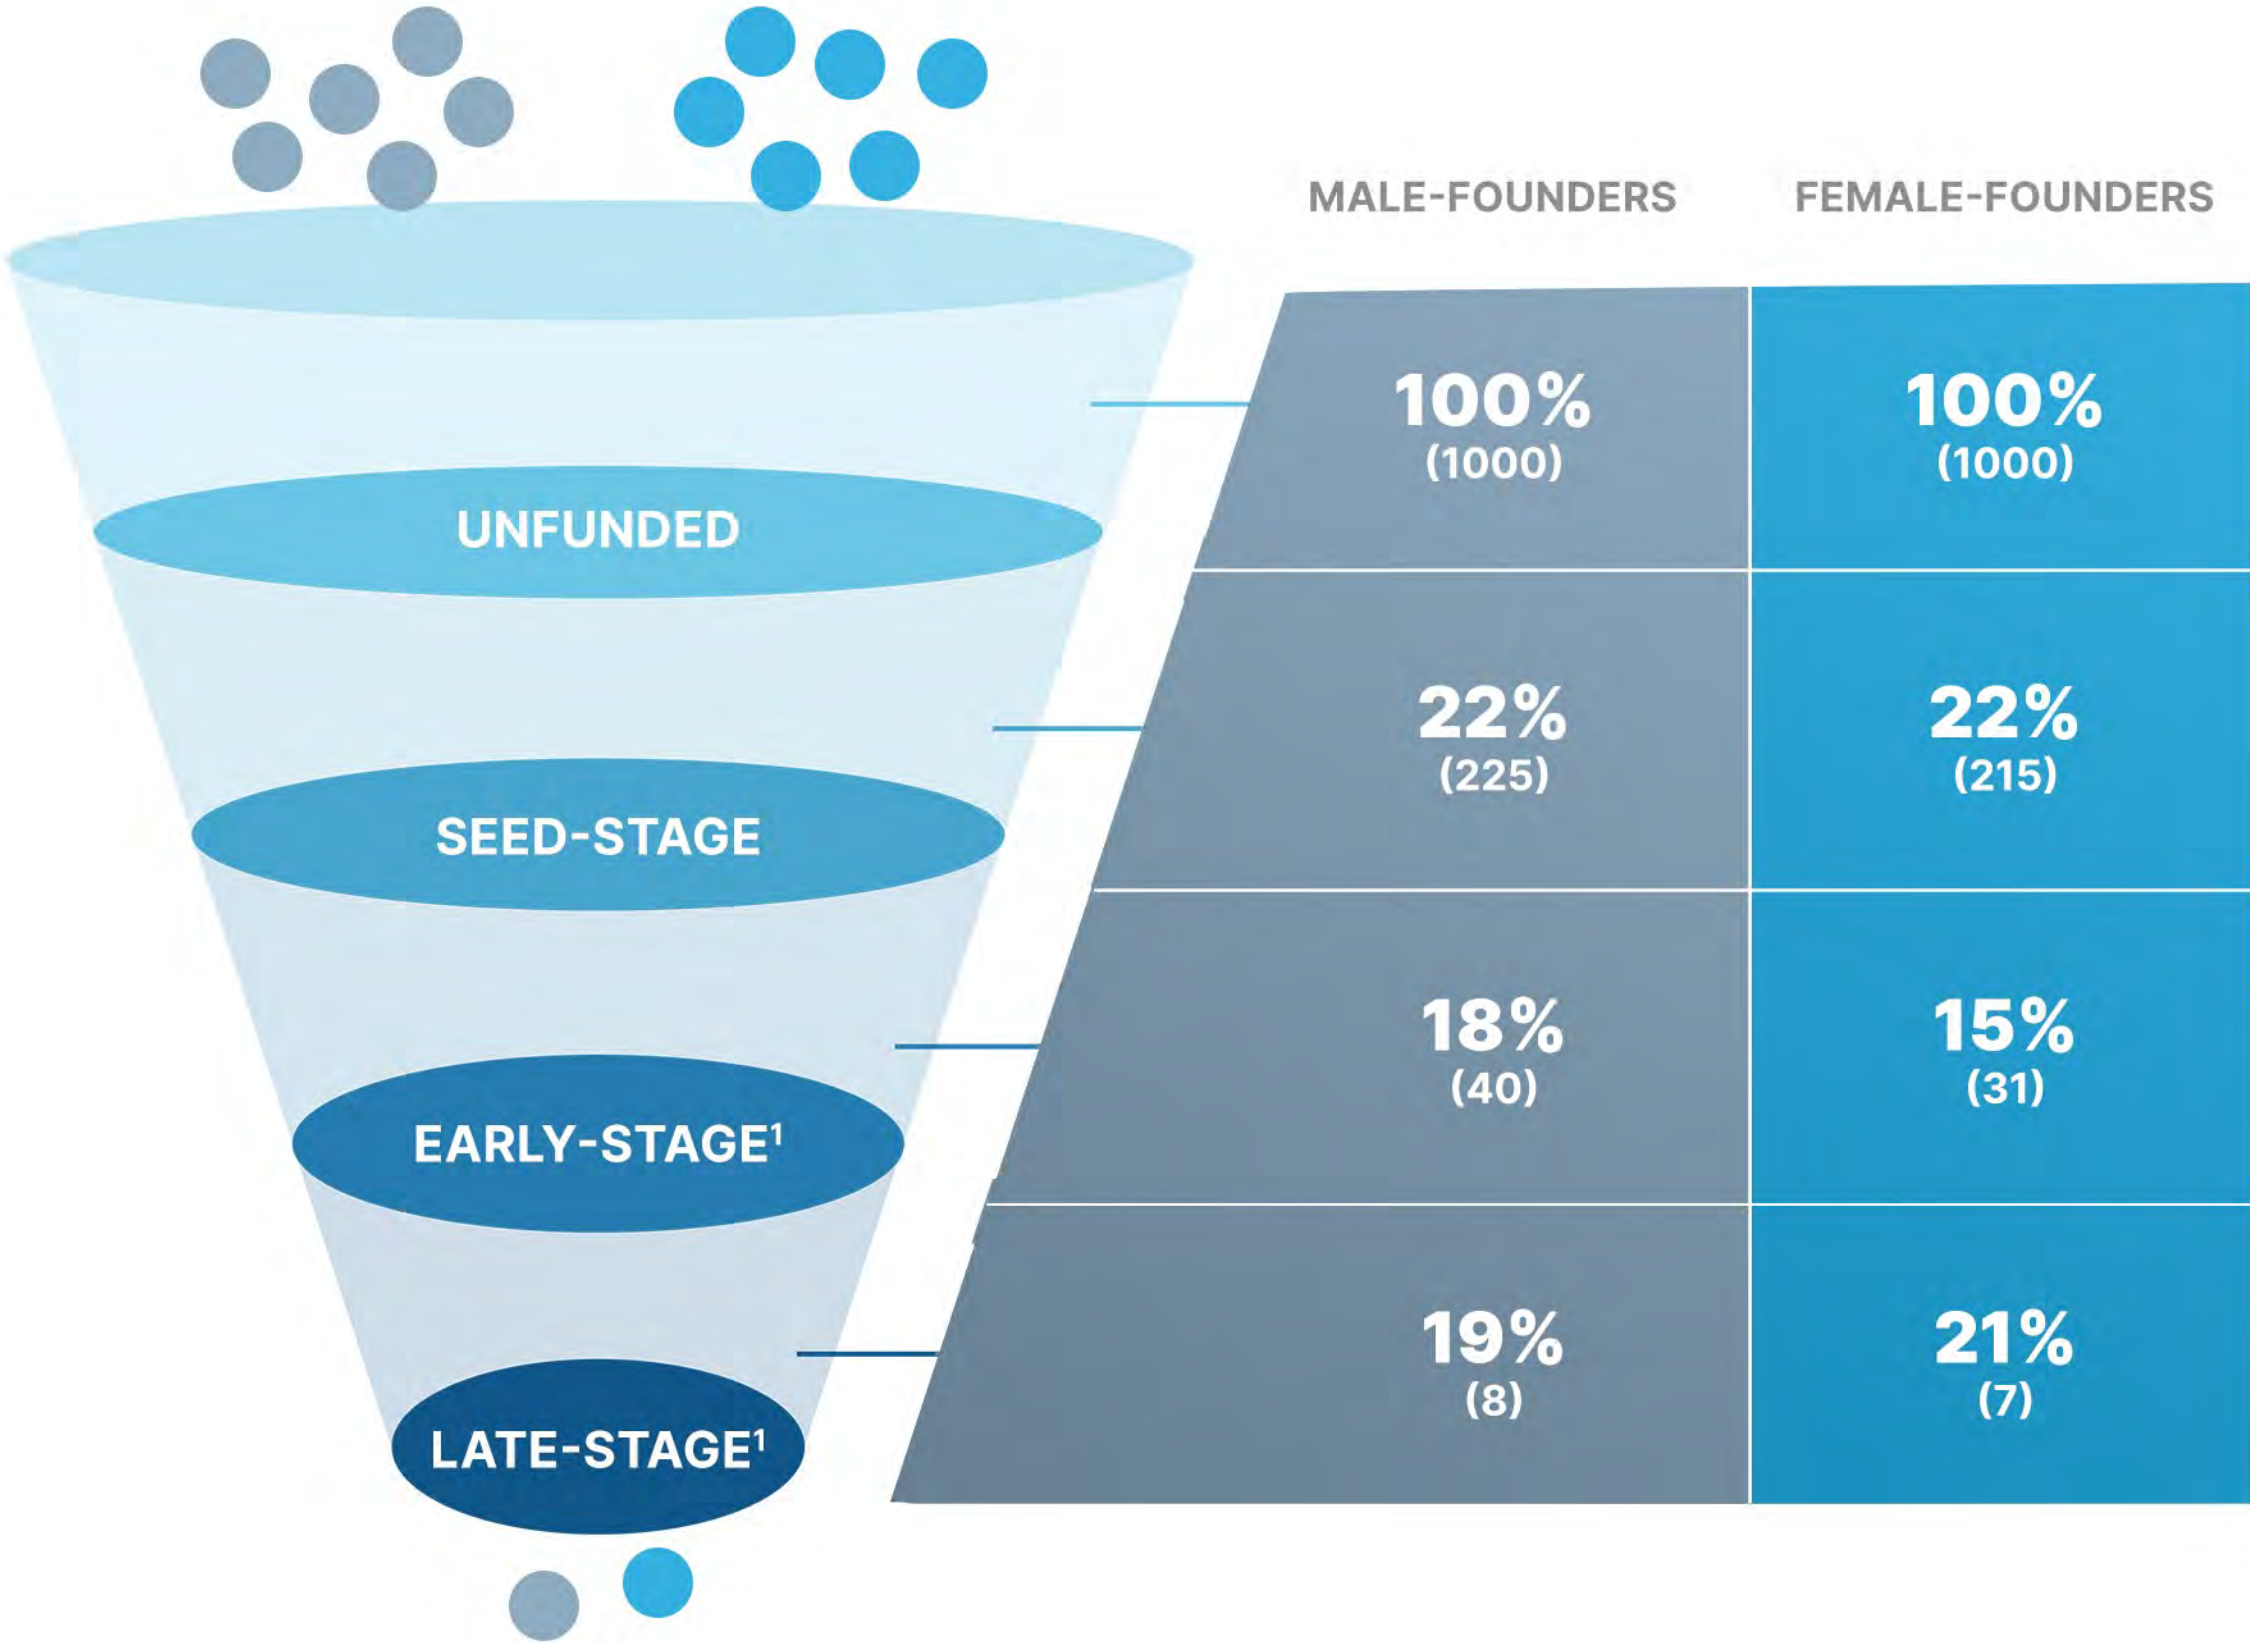 MALE-FOUNDERS FEMALE-FOUNDERS
100% 100%
(1000) (1000)
UNFUNDED
22% 22%
(225) (215)
SEED-STAGE
18% 15%
(40) (31)
EARLY-STAGE¹
19% 21%
(8) (7)
LATE-STAGE¹